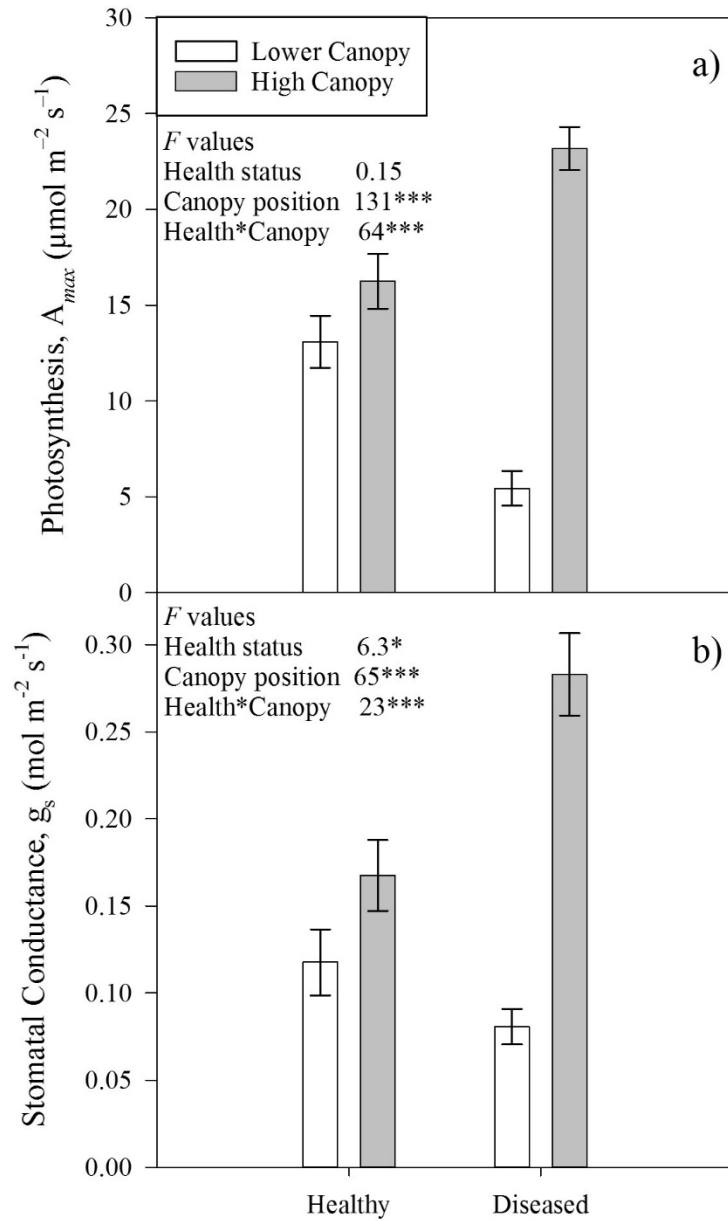 30
25
20
15
10
5
0
Photosynthesis, A_max (μmol m⁻² s⁻¹)
Lower Canopy
High Canopy
a)
F values
Health status 0.15
Canopy position 131***
Health*Canopy 64***
0.30
0.25
0.20
0.15
0.10
0.05
0.00
Stomatal Conductance, g_s (mol m⁻² s⁻¹)
F values
Health status 6.3*
Canopy position 65***
Health*Canopy 23***
b)
Healthy Diseased